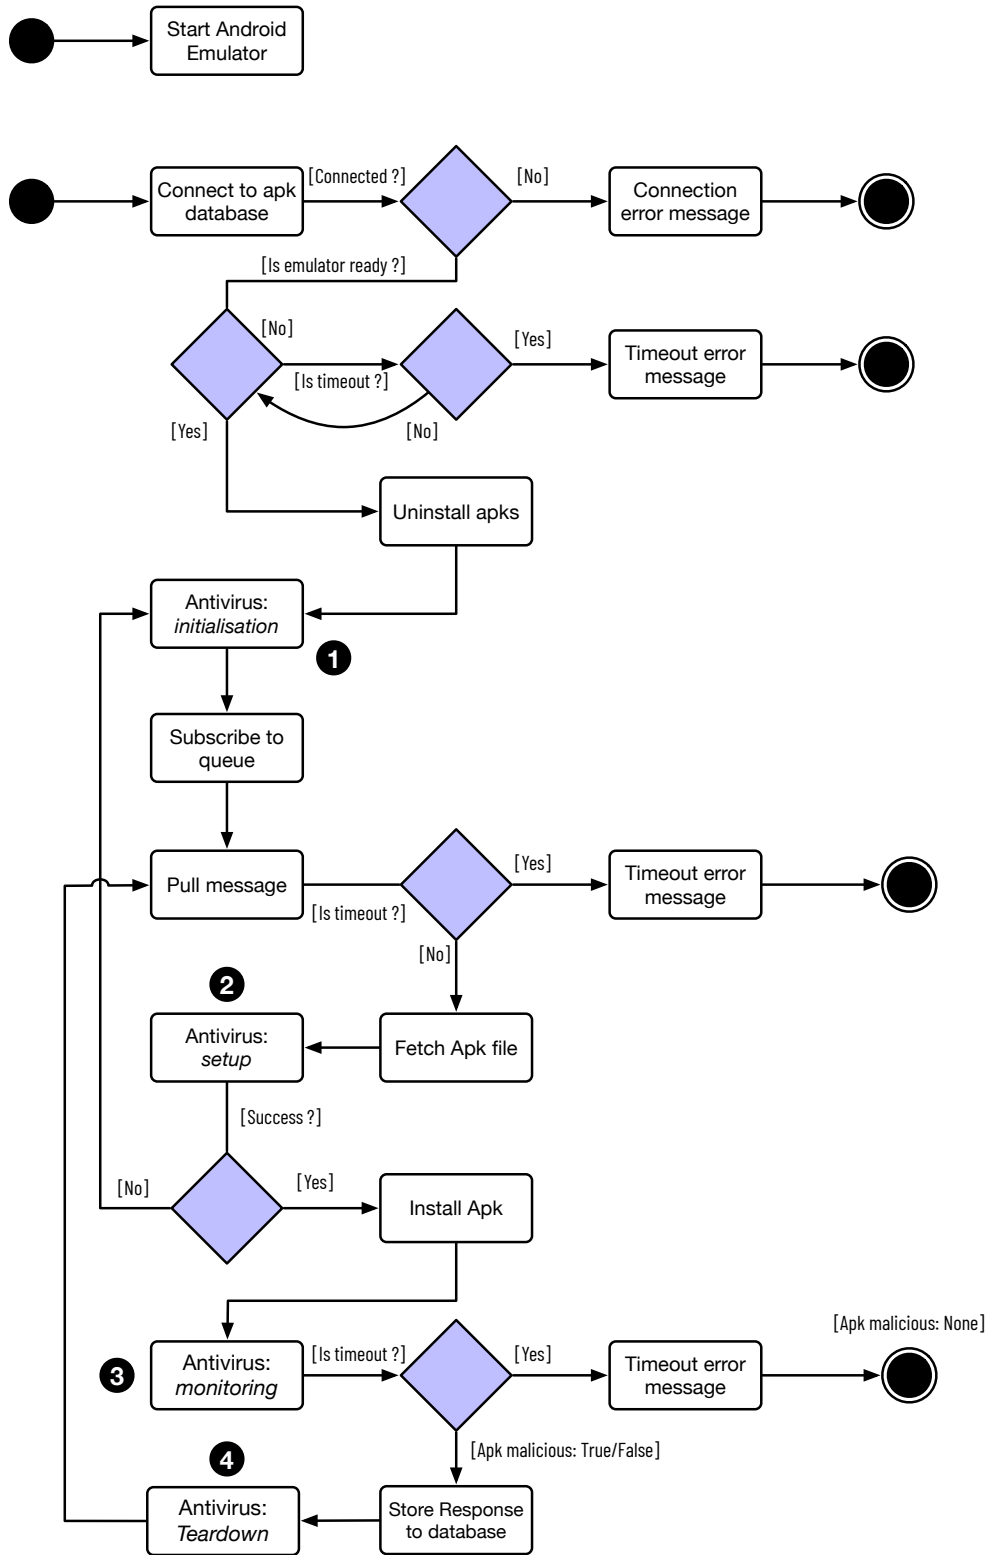 Start Android
Emulator
Connect to apk
database
[Connected ?]
[No]
Connection
error message
[Is emulator ready ?]
[No]
[Is timeout ?]
[Yes]
Timeout error
message
[No]
[Yes]
Uninstall apks
Antivirus:
initialisation
1
Subscribe to
queue
Pull message
[Is timeout ?]
[Yes]
Timeout error
message
[No]
2
Antivirus:
setup
Fetch Apk file
[Success ?]
[No]
[Yes]
Install Apk
[Apk malicious: None]
3
Antivirus:
monitoring
[Is timeout ?]
[Yes]
Timeout error
message
[Apk malicious: True/False]
4
Antivirus:
Teardown
Store Response
to database